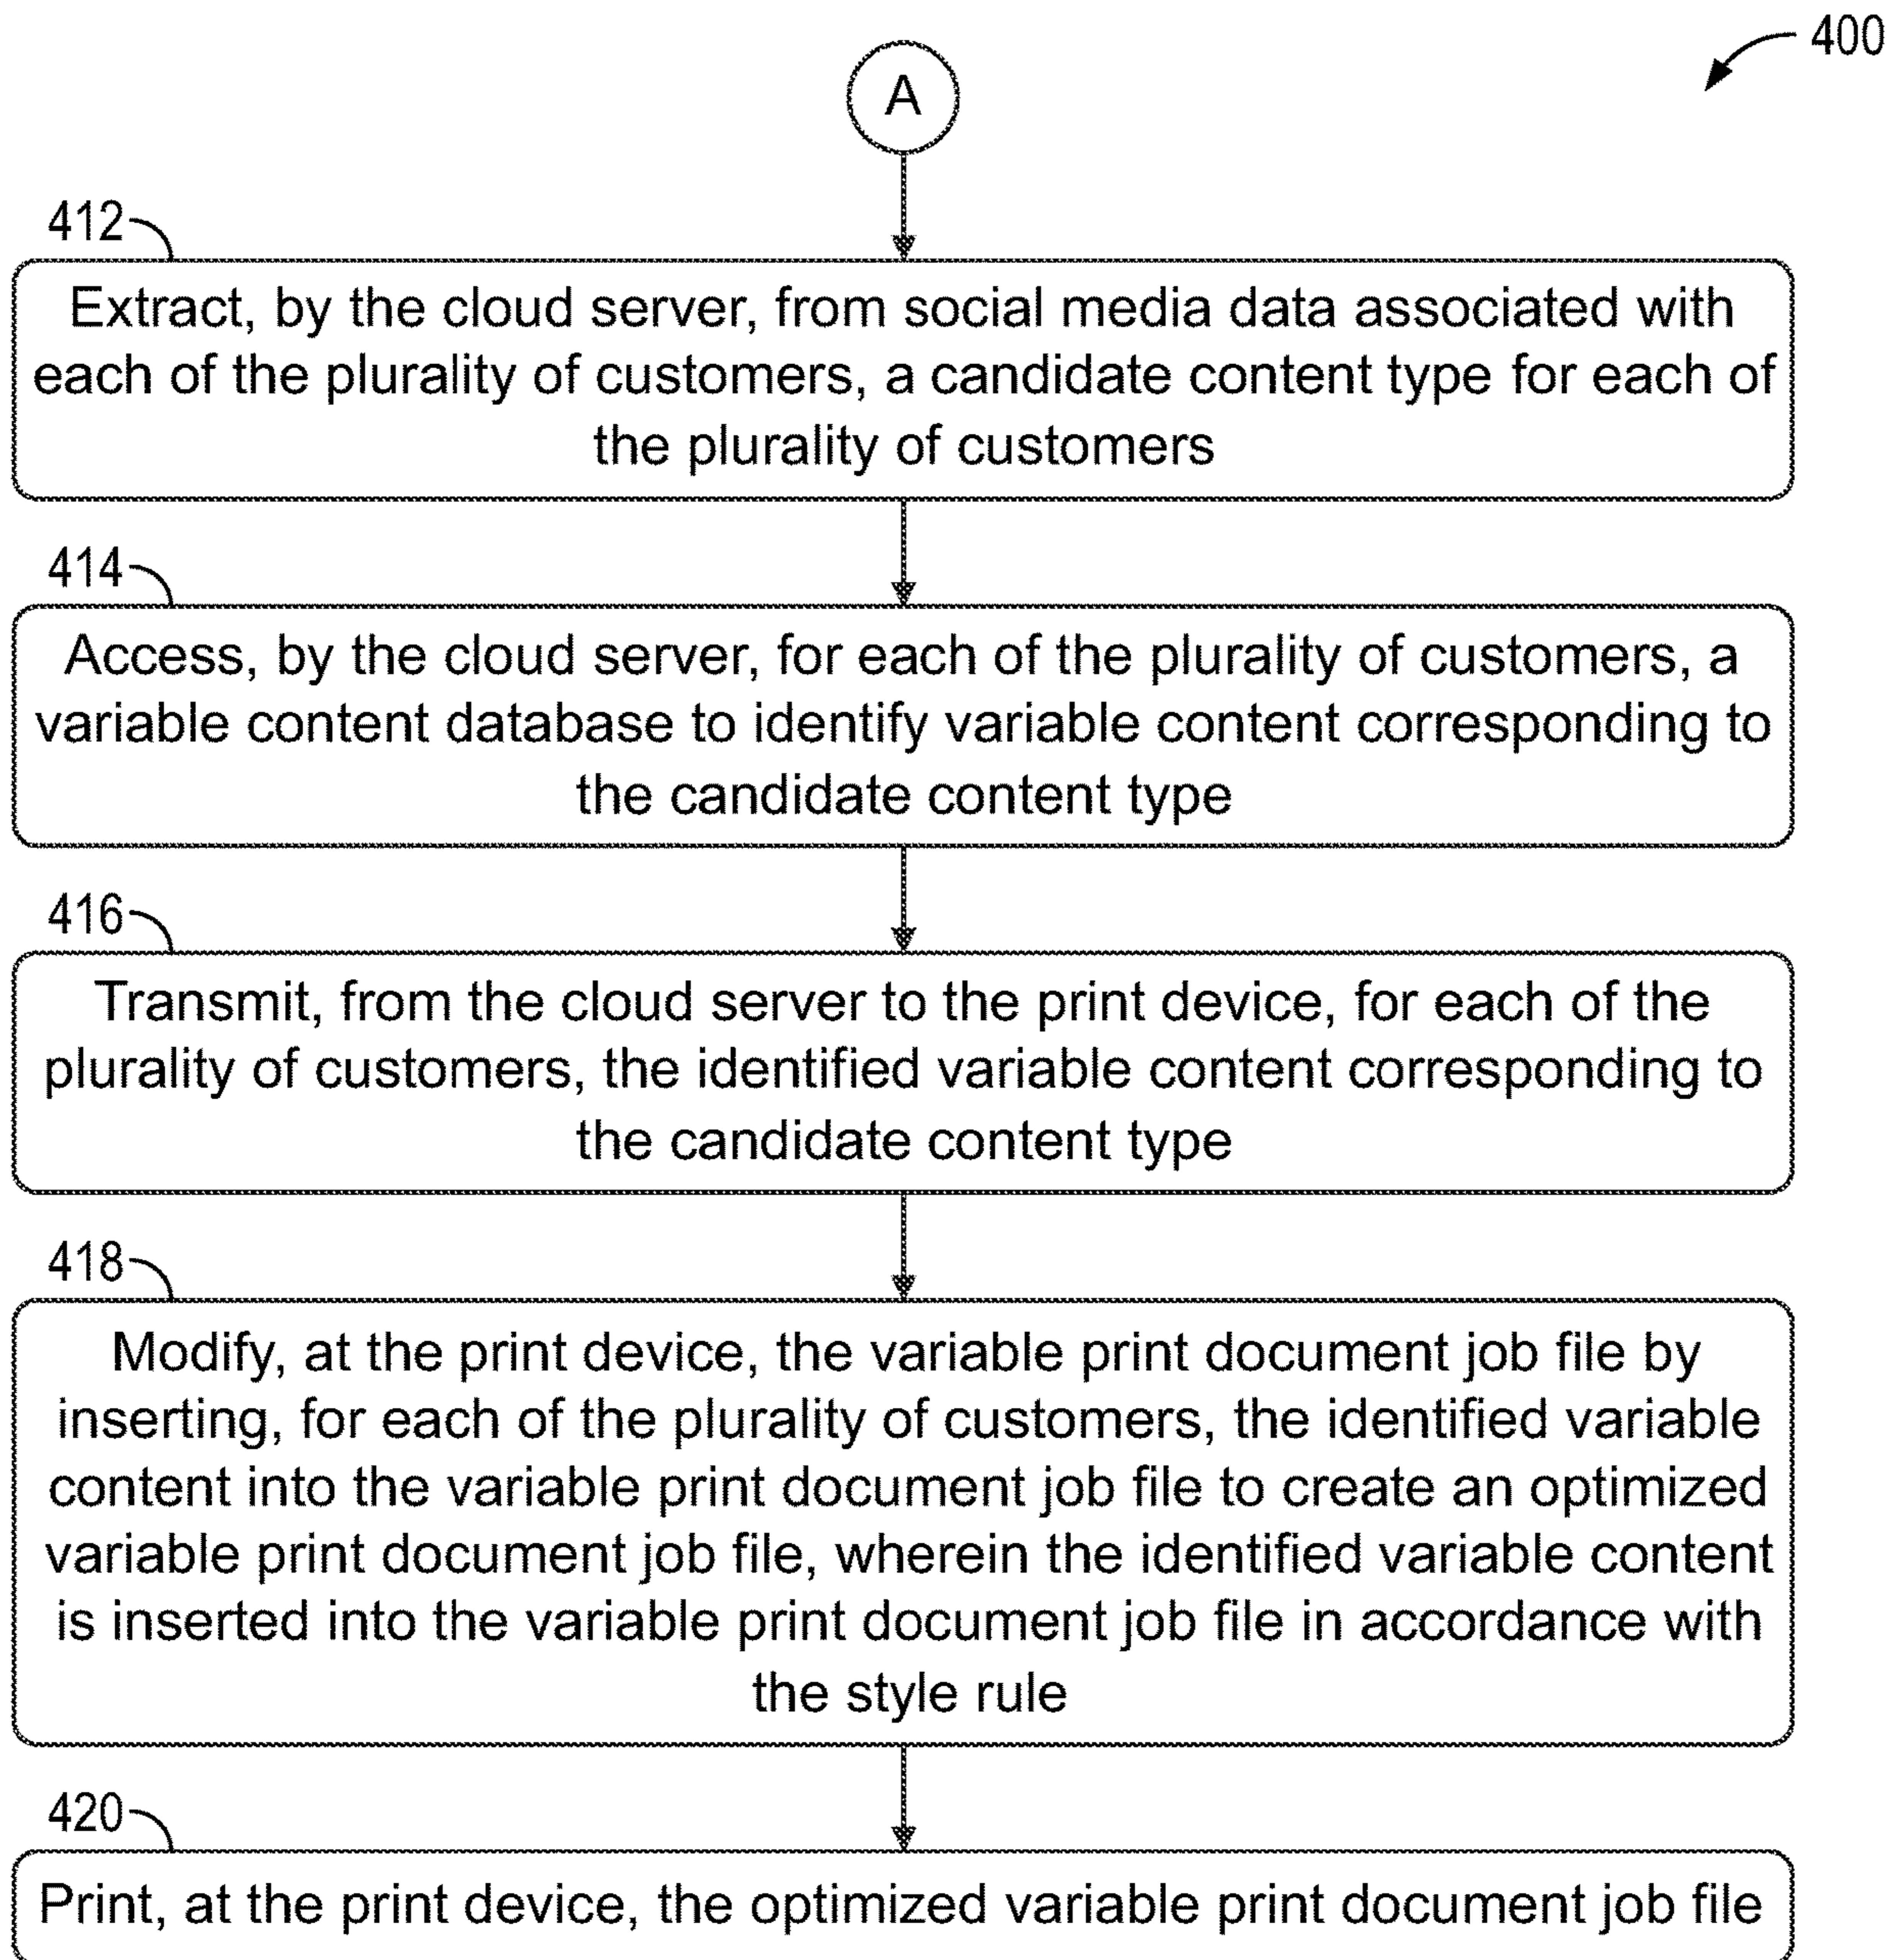 400
A
412
Extract, by the cloud server, from social media data associated with
each of the plurality of customers, a candidate content type for each of
the plurality of customers
414
Access, by the cloud server, for each of the plurality of customers, a
variable content database to identify variable content corresponding to
the candidate content type
416
Transmit, from the cloud server to the print device, for each of the
plurality of customers, the identified variable content corresponding to
the candidate content type
418
Modify, at the print device, the variable print document job file by
inserting, for each of the plurality of customers, the identified variable
content into the variable print document job file to create an optimized
variable print document job file, wherein the identified variable content
is inserted into the variable print document job file in accordance with
the style rule
420
Print, at the print device, the optimized variable print document job file